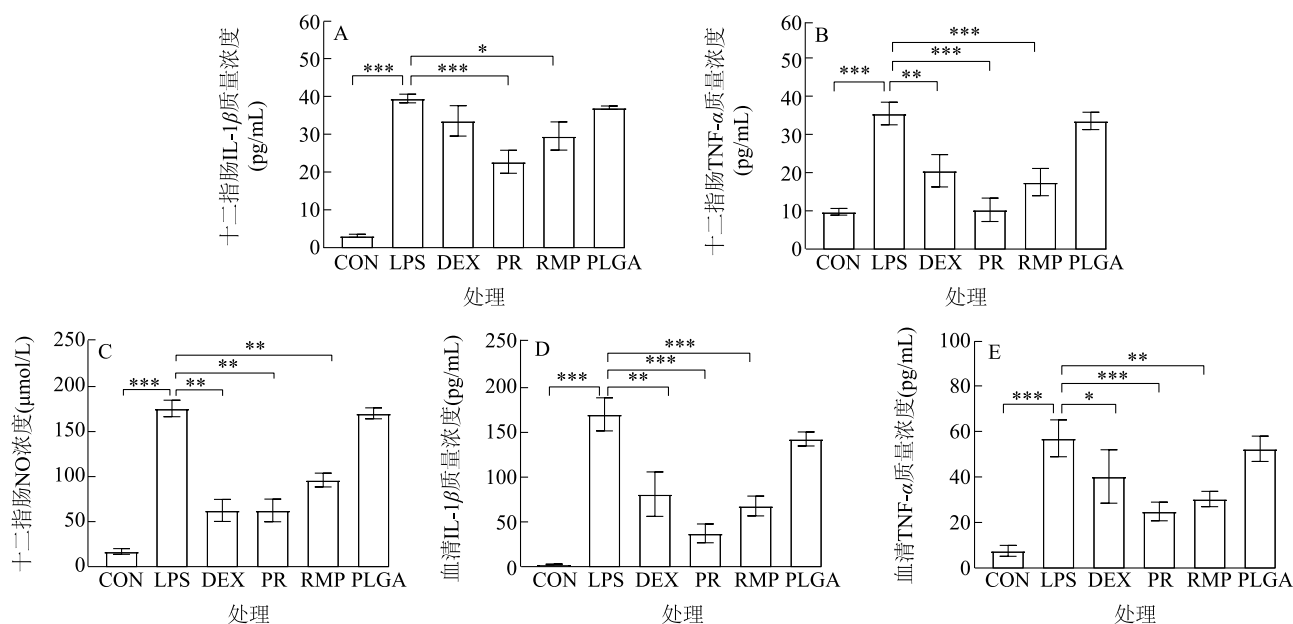 A
十二指肠IL-1β质量浓度
(pg/mL)
60
50
40
30
20
10
0
***
***
*
CON LPS DEX PR RMP PLGA
处理
B
十二指肠TNF-α质量浓度
(pg/mL)
60
50
40
30
20
10
0
***
**
***
***
CON LPS DEX PR RMP PLGA
处理
C
十二指肠NO浓度(μmol/L)
250
200
150
100
50
0
***
**
**
**
CON LPS DEX PR RMP PLGA
处理
D
血清IL-1β质量浓度(pg/mL)
250
200
150
100
50
0
***
**
***
***
CON LPS DEX PR RMP PLGA
处理
E
血清TNF-α质量浓度(pg/mL)
100
80
60
40
20
0
***
*
***
**
CON LPS DEX PR RMP PLGA
处理